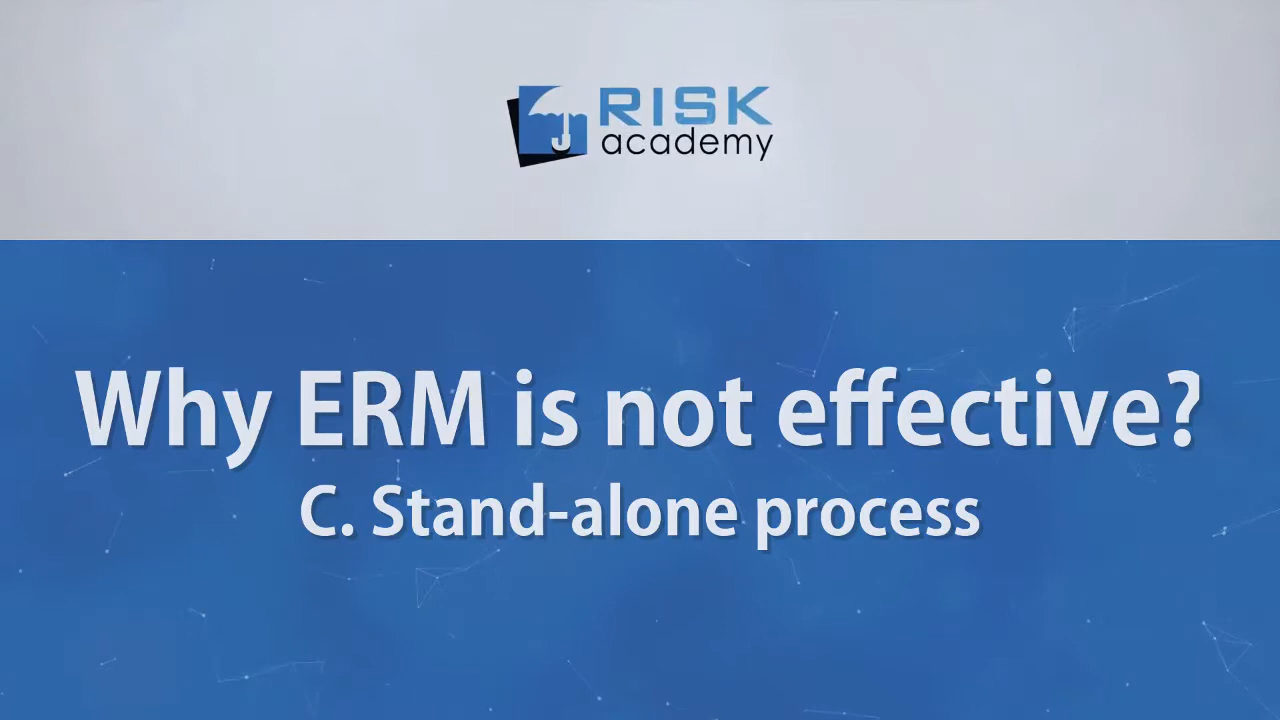 RISK
academy
Why ERM is not effective?
C. Stand-alone process